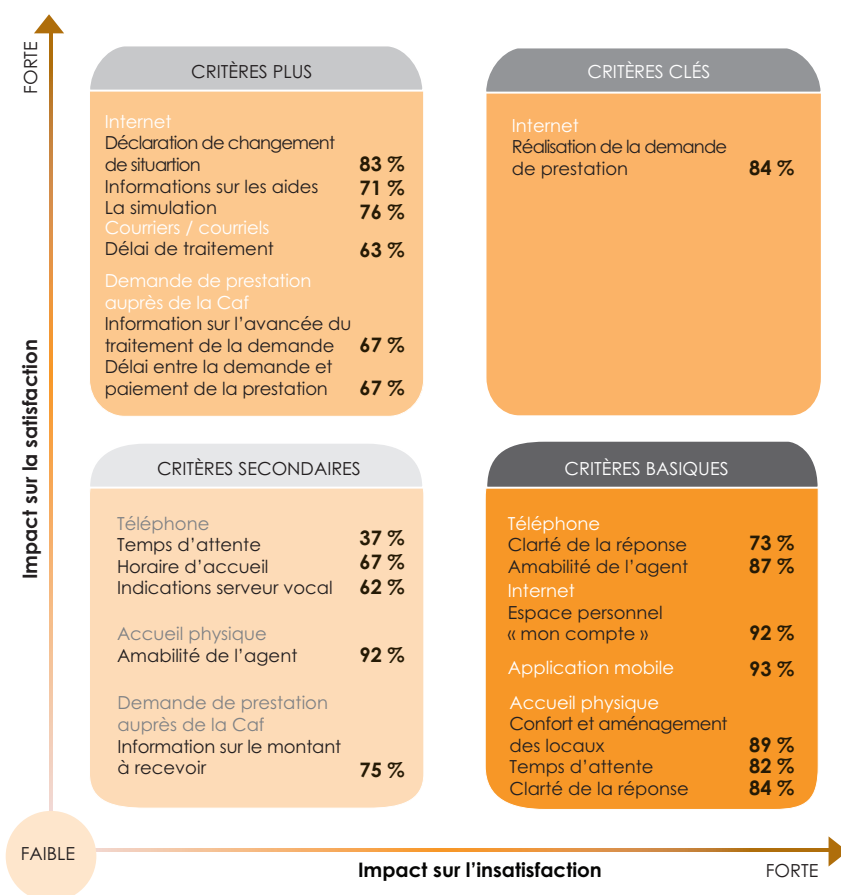 FORTE
Impact sur la satisfaction
CRITÈRES PLUS
Internet
Déclaration de changement
de situartion 83 %
Informations sur les aides 71 %
La simulation 76 %
Courriers / courriels
Délai de traitement 63 %
Demande de prestation
auprès de la Caf
Information sur l’avancée du
traitement de la demande 67 %
Délai entre la demande et
paiement de la prestation 67 %
CRITÈRES CLÉS
Internet
Réalisation de la demande
de prestation 84 %
CRITÈRES SECONDAIRES
Téléphone
Temps d’attente 37 %
Horaire d’accueil 67 %
Indications serveur vocal 62 %
Accueil physique
Amabilité de l’agent 92 %
Demande de prestation
auprès de la Caf
Information sur le montant
à recevoir 75 %
CRITÈRES BASIQUES
Téléphone
Clarté de la réponse 73 %
Amabilité de l’agent 87 %
Internet
Espace personnel
« mon compte » 92 %
Application mobile 93 %
Accueil physique
Confort et aménagement
des locaux 89 %
Temps d’attente 82 %
Clarté de la réponse 84 %
FAIBLE
Impact sur l’insatisfaction
FORTE